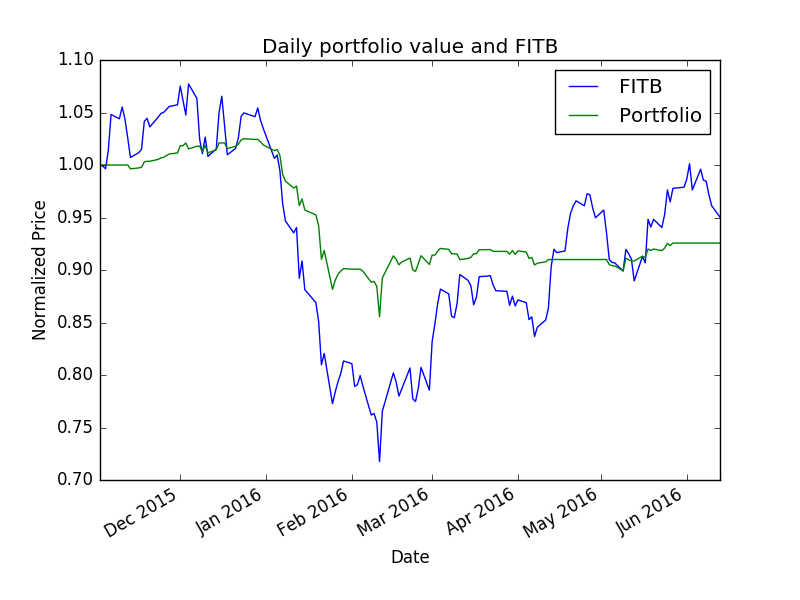 Daily portfolio value and FITB
1.10
1.05
1.00
0.95
0.90
0.85
0.80
0.75
0.70
Normalized Price
FITB
Portfolio
Dec 2015
Jan 2016
Feb 2016
Mar 2016
Apr 2016
May 2016
Jun 2016
Date